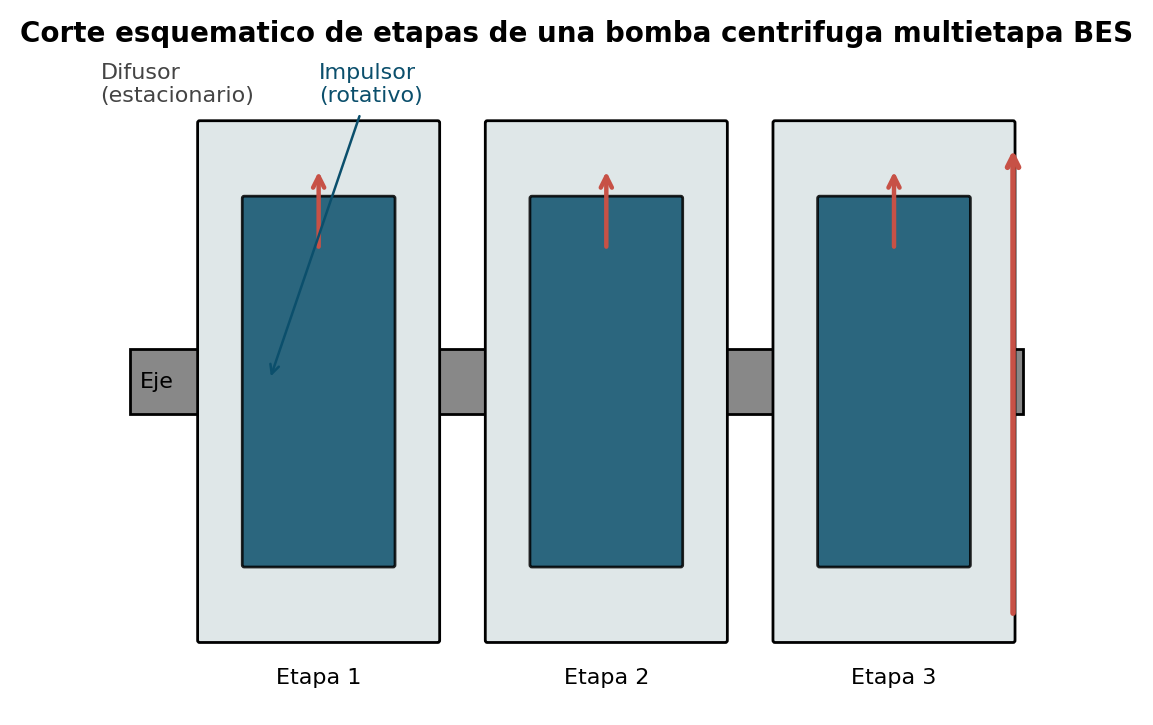 Corte esquematico de etapas de una bomba centrifuga multietapa BES
Difusor
(estacionario)
Impulsor
(rotativo)
Eje
Etapa 1
Etapa 2
Etapa 3